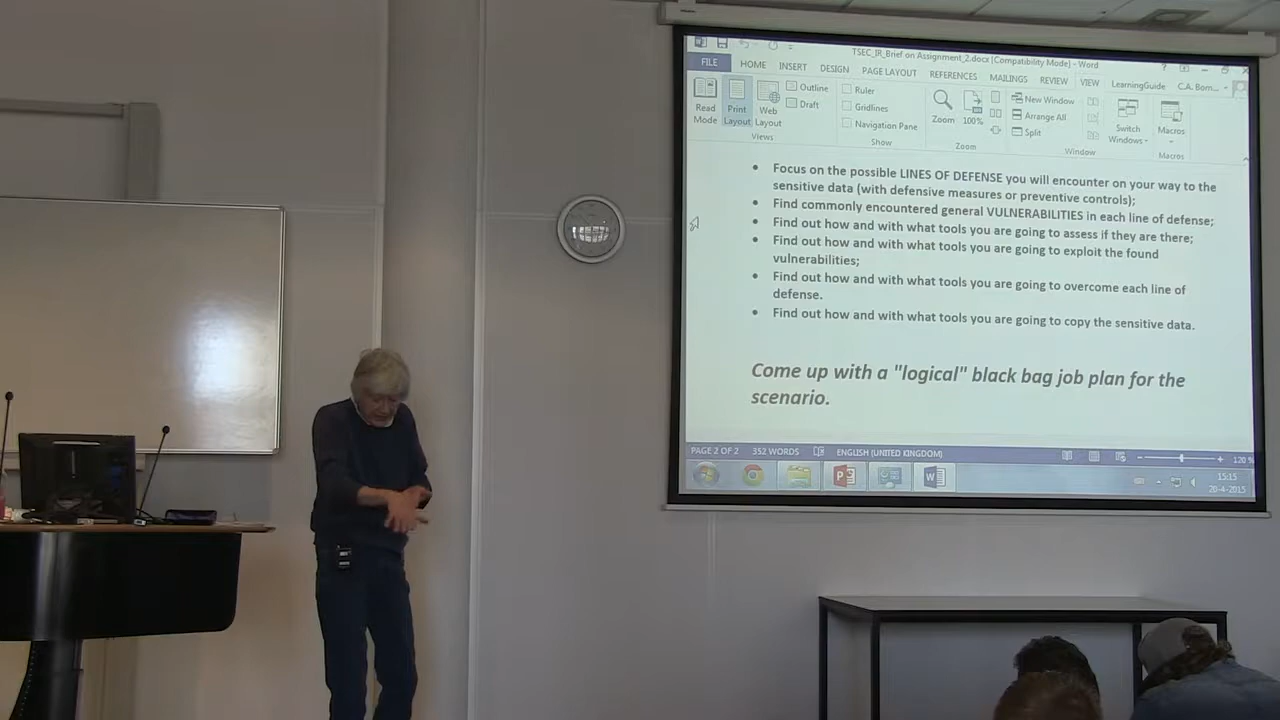 TSEC_IR_Brief on Assignment_2.docx [Compatibility Mode] - Word
FILE HOME INSERT DESIGN PAGE LAYOUT REFERENCES MAILINGS REVIEW VIEW LearningGuide C.A. Born...
Read Mode
Print Layout
Web Layout
Outline
Draft
Views
Ruler
Gridlines
Navigation Pane
Show
Zoom
100%
Zoom
New Window
Arrange All
Split
Switch Windows
Window
Macros
Macros
• Focus on the possible LINES OF DEFENSE you will encounter on your way to the
sensitive data (with defensive measures or preventive controls);
• Find commonly encountered general VULNERABILITIES in each line of defense;
• Find out how and with what tools you are going to assess if they are there;
• Find out how and with what tools you are going to exploit the found
vulnerabilities;
• Find out how and with what tools you are going to overcome each line of
defense.
• Find out how and with what tools you are going to copy the sensitive data.
Come up with a "logical" black bag job plan for the
scenario.
PAGE 2 OF 2 352 WORDS ENGLISH (UNITED KINGDOM) 120 %
15:15
20-4-2015